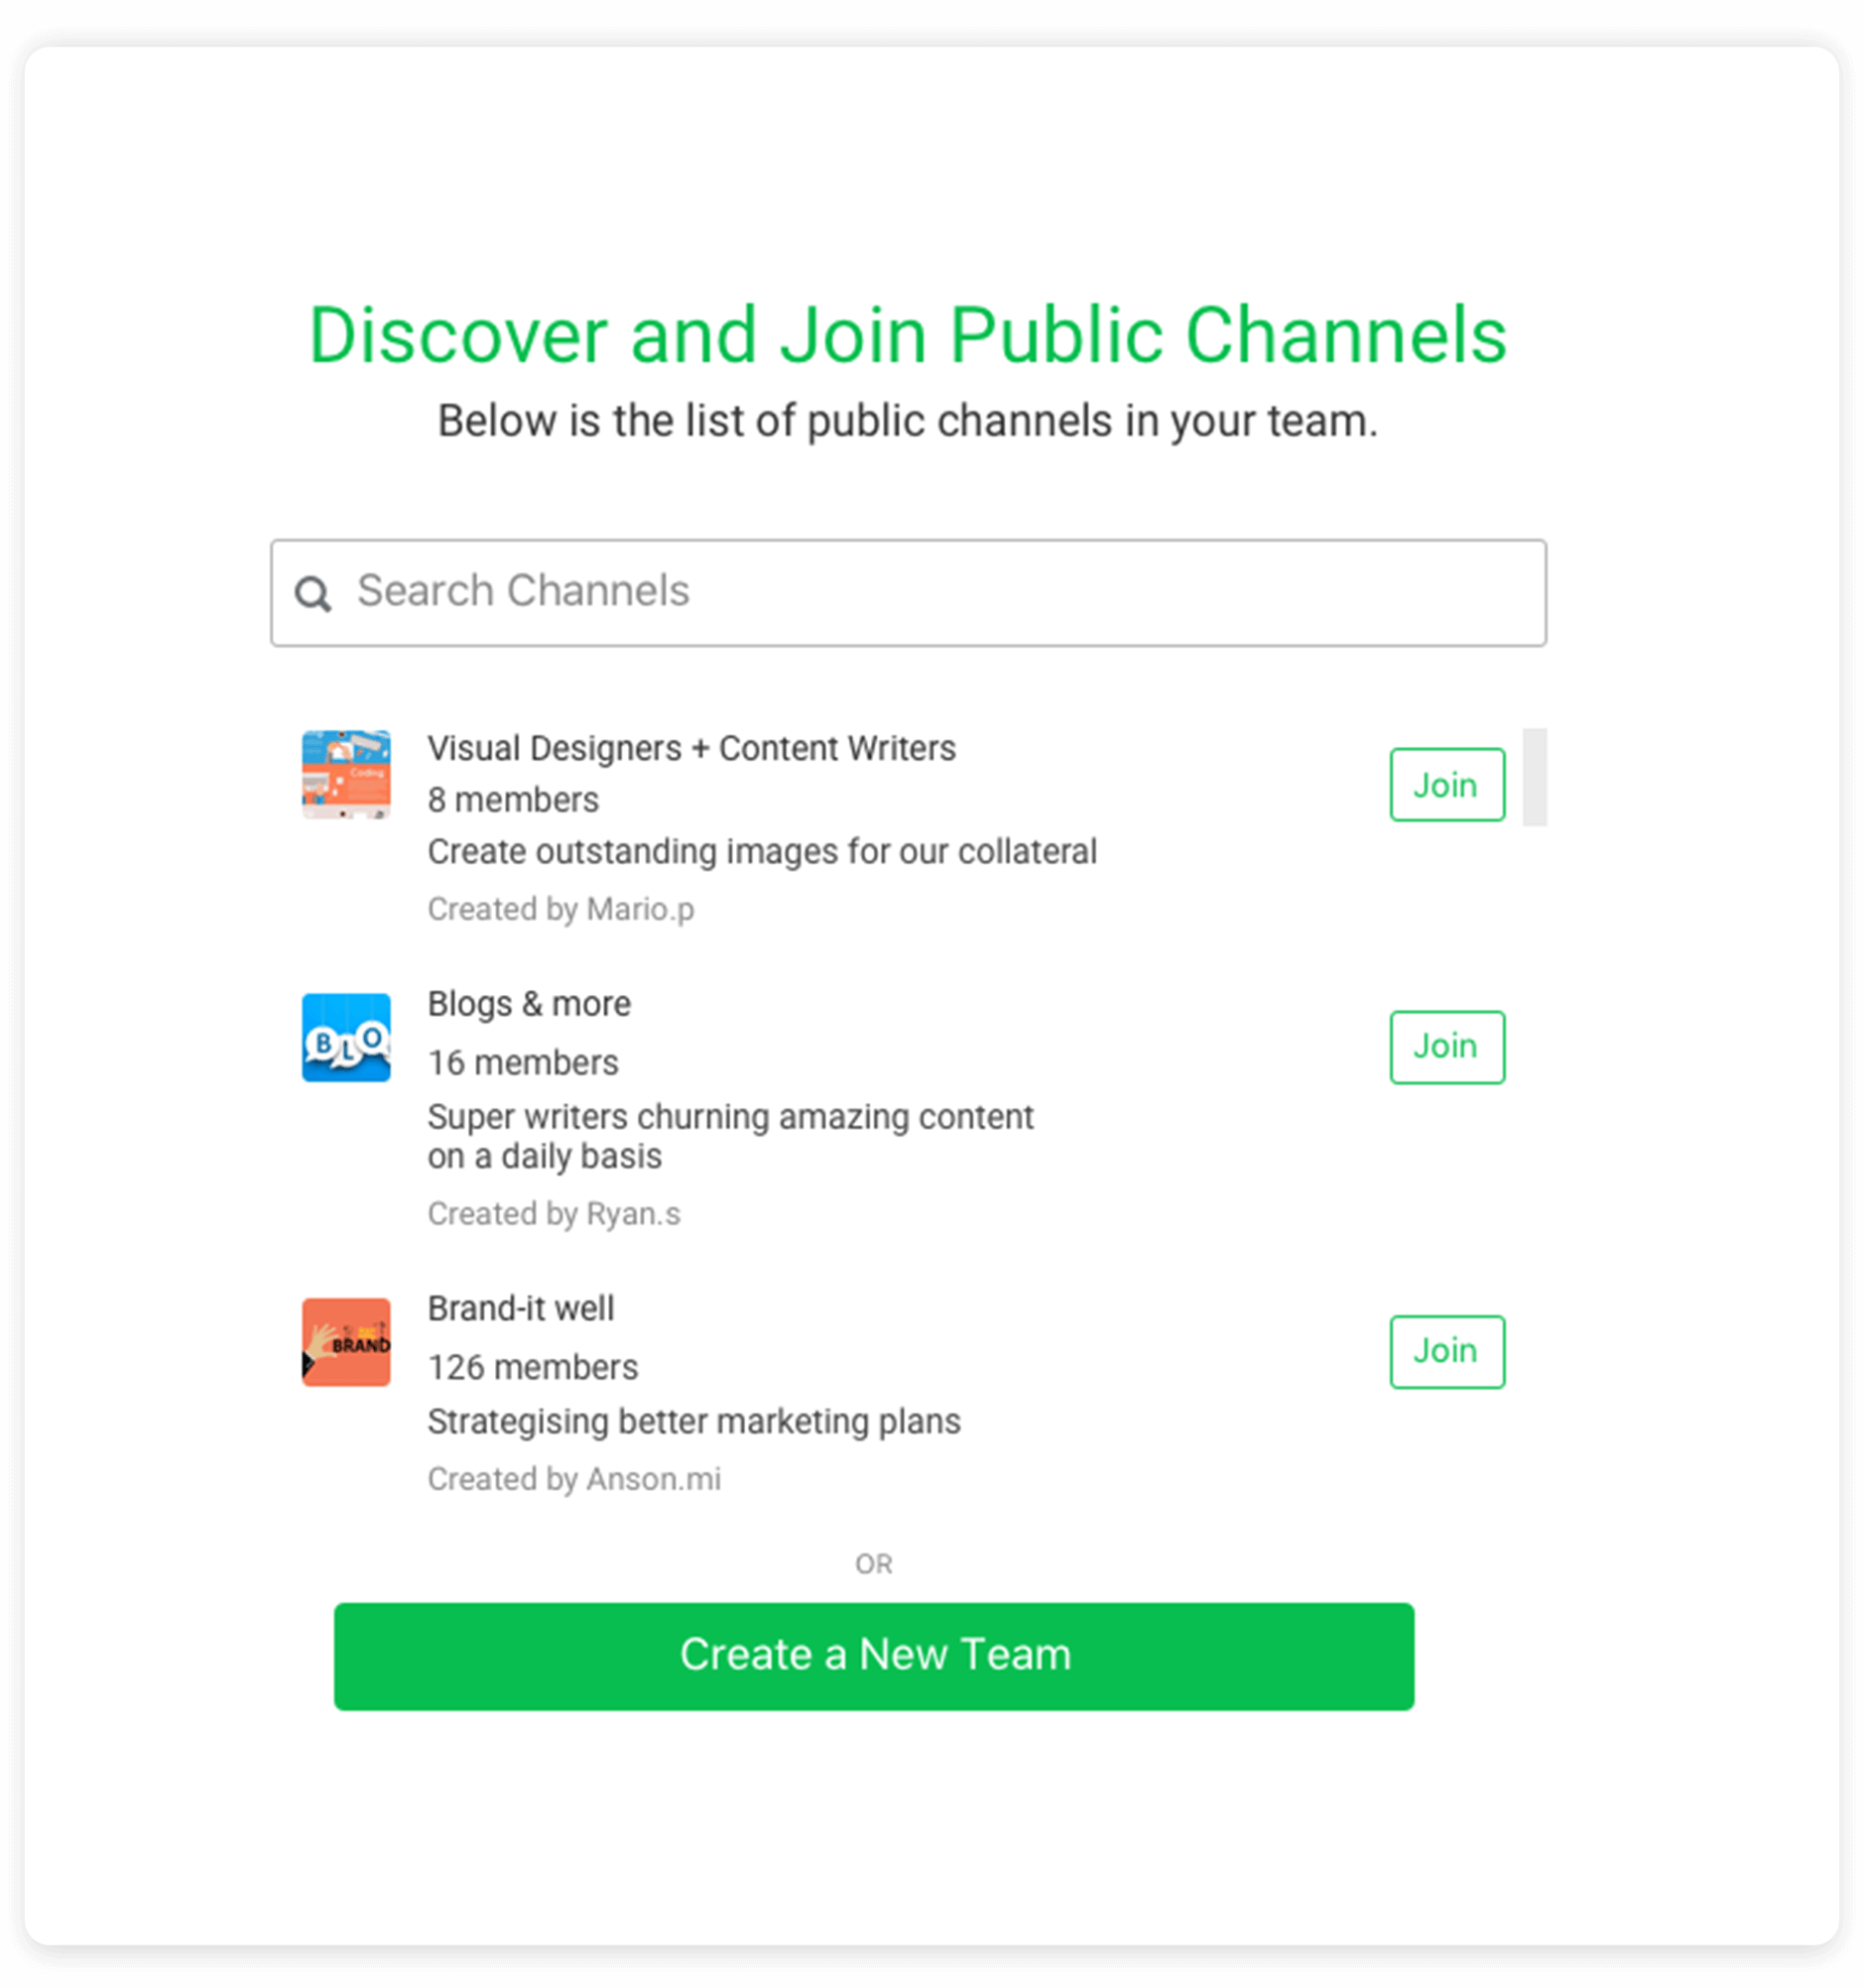 Discover and Join Public Channels
Below is the list of public channels in your team.
Search Channels
Coding
Visual Designers + Content Writers
8 members
Create outstanding images for our collateral
Created by Mario.p
Join
BLO
Blogs & more
16 members
Super writers churning amazing content
on a daily basis
Created by Ryan.s
Join
BRAND
Brand-it well
126 members
Strategising better marketing plans
Created by Anson.mi
Join
OR
Create a New Team